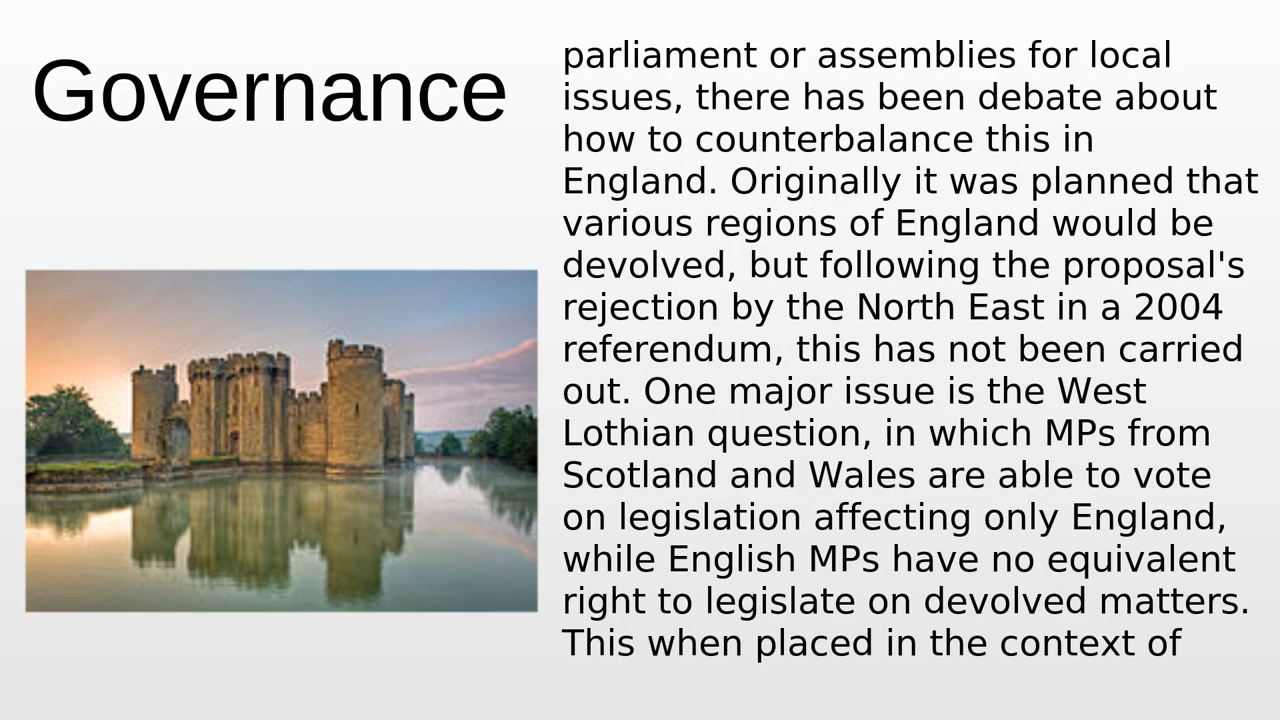 Governance
parliament or assemblies for local
issues, there has been debate about
how to counterbalance this in
England. Originally it was planned that
various regions of England would be
devolved, but following the proposal's
rejection by the North East in a 2004
referendum, this has not been carried
out. One major issue is the West
Lothian question, in which MPs from
Scotland and Wales are able to vote
on legislation affecting only England,
while English MPs have no equivalent
right to legislate on devolved matters.
This when placed in the context of